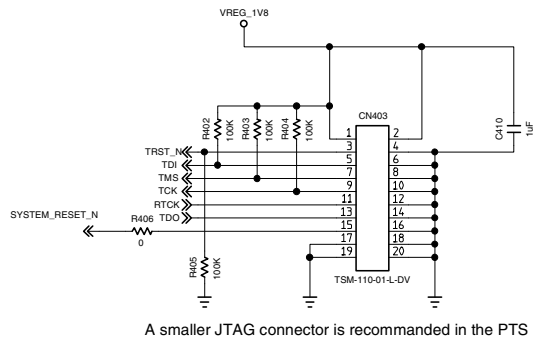 VREG_1V8
R402
100K
R403
100K
R404
100K
CN403
C410
1uF
TRST_N
TDI
TMS
TCK
RTCK
TDO
SYSTEM_RESET_N
R406
0
R405
100K
1 2
3 4
5 6
7 8
9 10
11 12
13 14
15 16
17 18
19 20
TSM-110-01-L-DV
A smaller JTAG connector is recommanded in the PTS